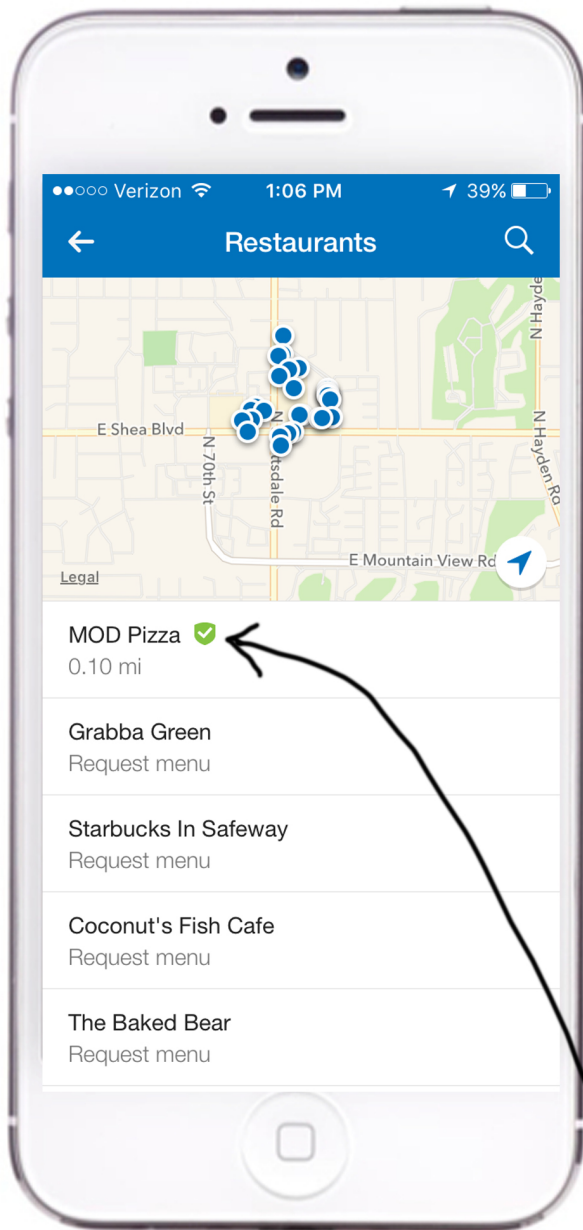 Verizon 1:06 PM 39%
Restaurants
N Hayde
E Shea Blvd
N 70th St
N
ttsdale Rd
N Hayden Rd
E Mountain View Rd
Legal
MOD Pizza
0.10 mi
Grabba Green
Request menu
Starbucks In Safeway
Request menu
Coconut's Fish Cafe
Request menu
The Baked Bear
Request menu